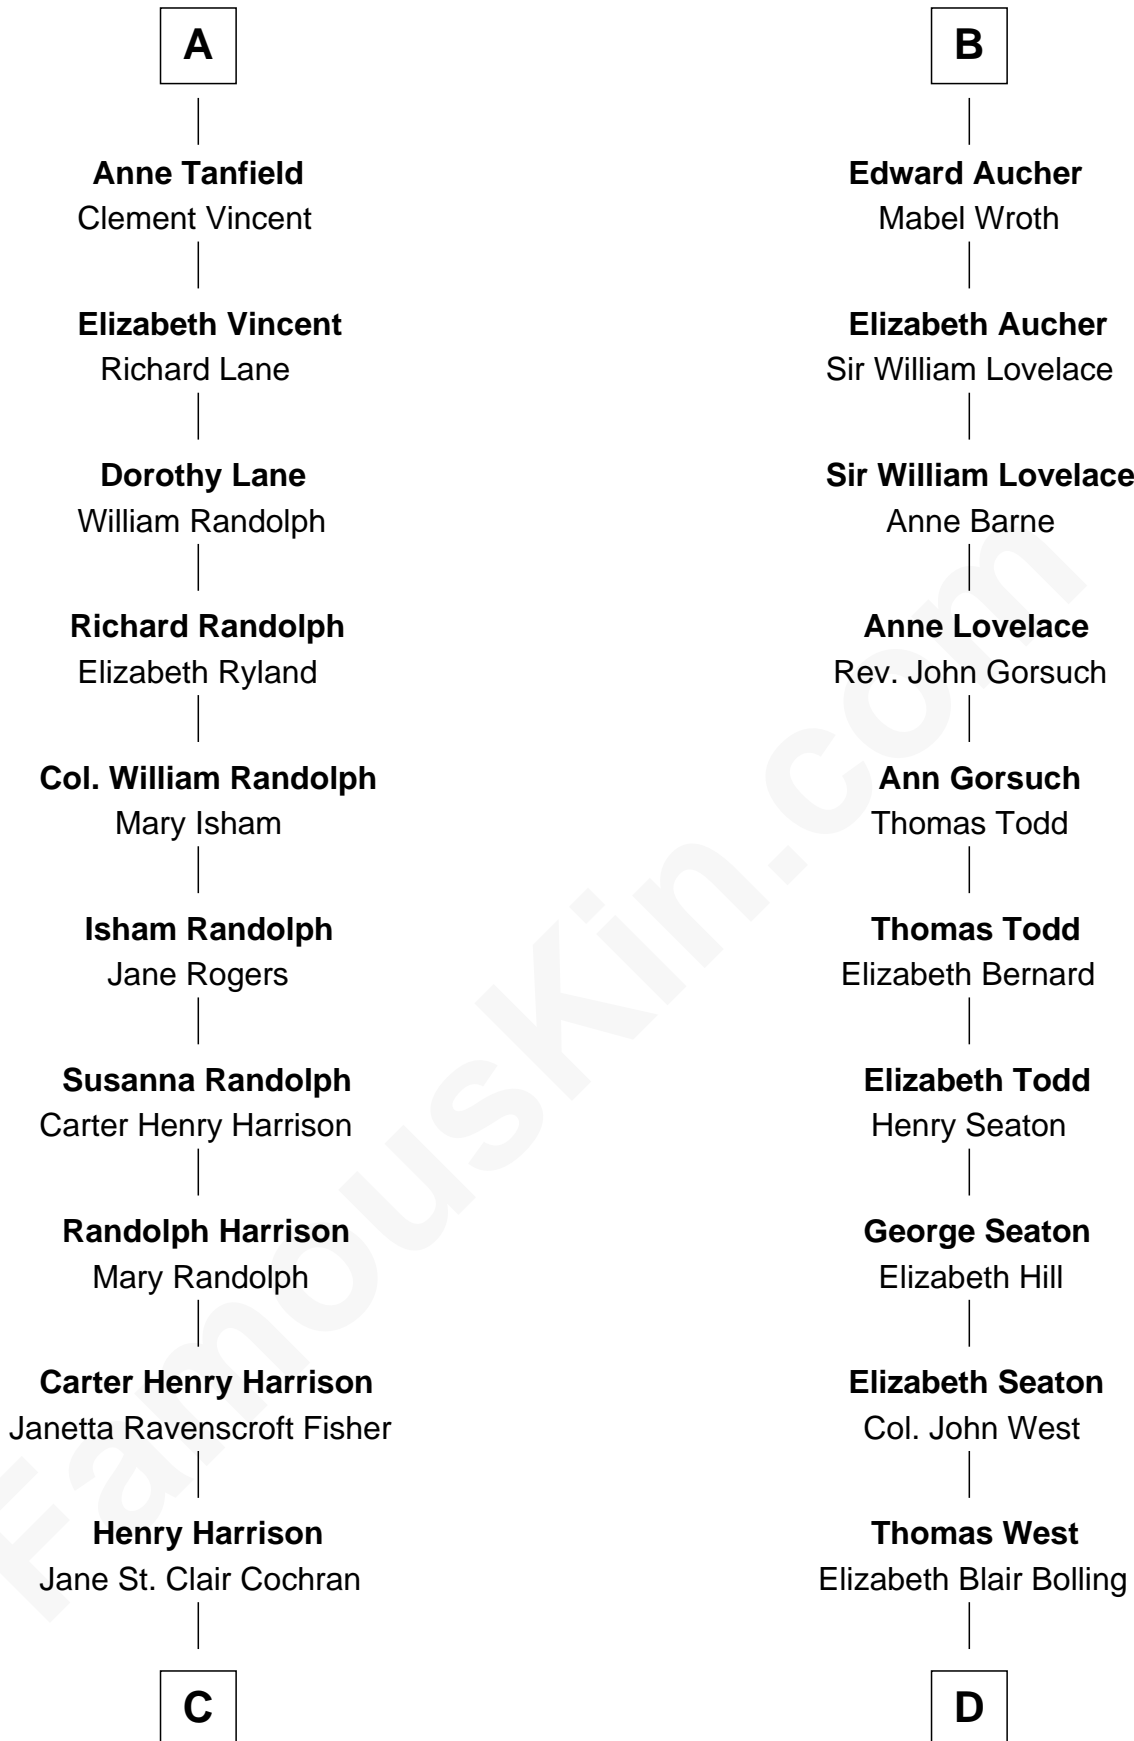 A
Anne Tanfield
Clement Vincent
Elizabeth Vincent
Richard Lane
Dorothy Lane
William Randolph
Richard Randolph
Elizabeth Ryland
Col. William Randolph
Mary Isham
Isham Randolph
Jane Rogers
Susanna Randolph
Carter Henry Harrison
Randolph Harrison
Mary Randolph
Carter Henry Harrison
Janetta Ravenscroft Fisher
Henry Harrison
Jane St. Clair Cochran
C
B
Edward Aucher
Mabel Wroth
Elizabeth Aucher
Sir William Lovelace
Sir William Lovelace
Anne Barne
Anne Lovelace
Rev. John Gorsuch
Ann Gorsuch
Thomas Todd
Thomas Todd
Elizabeth Bernard
Elizabeth Todd
Henry Seaton
George Seaton
Elizabeth Hill
Elizabeth Seaton
Col. John West
Thomas West
Elizabeth Blair Bolling
D
FamousKin.com